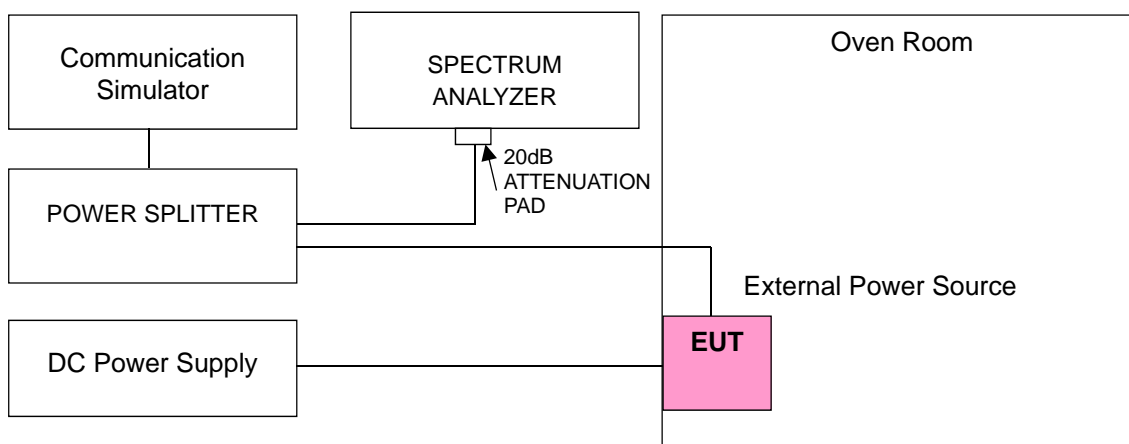 Communication
Simulator
SPECTRUM
ANALYZER
Oven Room
20dB
ATTENUATION
PAD
POWER SPLITTER
External Power Source
EUT
DC Power Supply